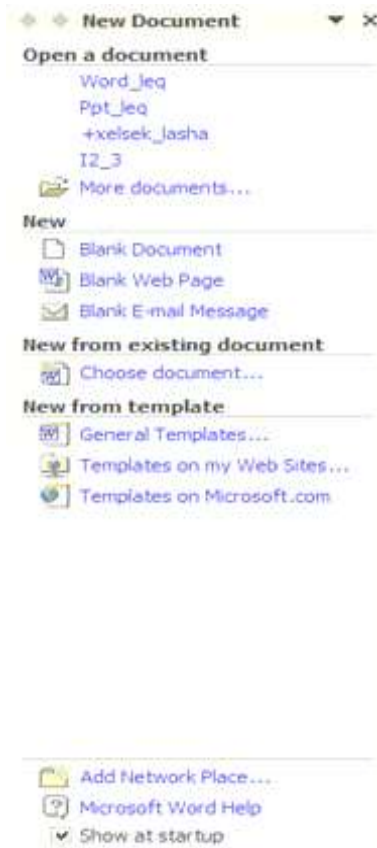 New Document
Open a document
Word_leq
Ppt_leq
+xelsek_lasha
I2_3
More documents...
New
Blank Document
Blank Web Page
Blank E-mail Message
New from existing document
Choose document...
New from template
General Templates...
Templates on my Web Sites...
Templates on Microsoft.com
Add Network Place...
Microsoft Word Help
Show at startup